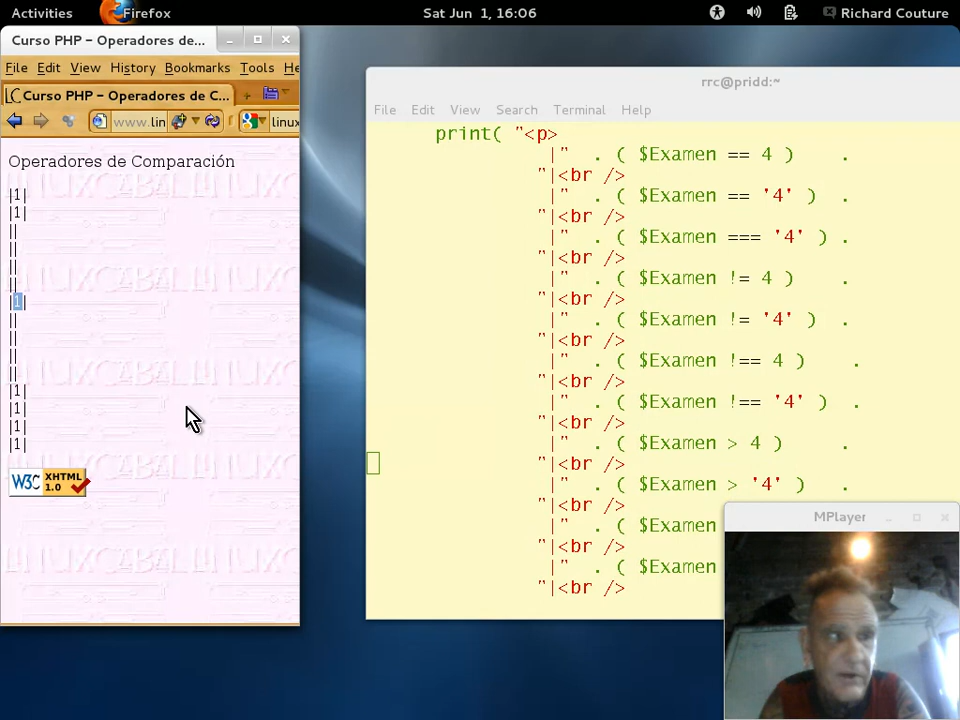 Activities Firefox Sat Jun 1, 16:06 Richard Couture
Curso PHP – Operadores de...
File Edit View History Bookmarks Tools He
Curso PHP – Operadores de C...
www.lin linux
Operadores de Comparación
|1|
|1|
||
||
||
||
|1|
||
||
||
||
|1|
|1|
|1|
|1|
W3C XHTML 1.0
rrc@pridd:~
File Edit View Search Terminal Help
print( "<p>
|" . ( $Examen == 4 ) .
"|<br />
|" . ( $Examen == '4' ) .
"|<br />
|" . ( $Examen === '4' ) .
"|<br />
|" . ( $Examen != 4 ) .
"|<br />
|" . ( $Examen != '4' ) .
"|<br />
|" . ( $Examen !== 4 ) .
"|<br />
|" . ( $Examen !== '4' ) .
"|<br />
|" . ( $Examen > 4 ) .
"|<br />
|" . ( $Examen > '4' ) .
"|<br />
|" . ( $Examen
"|<br />
|" . ( $Examen
"|<br />
MPlayer